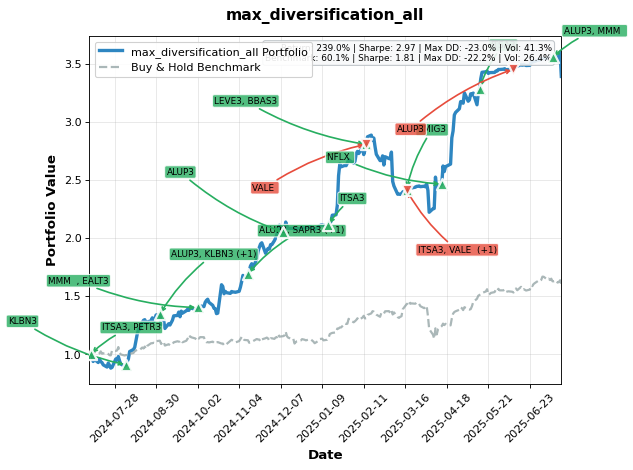 max_diversification_all
ALUP3, MMM
max_diversification_all Portfolio
Buy & Hold Benchmark
239.0% | Sharpe: 2.97 | Max DD: -23.0% | Vol: 41.3%
60.1% | Sharpe: 1.81 | Max DD: -22.2% | Vol: 26.4%
LEVE3, BBAS3
ALUP3
NFLX
ALUP3
VALE
ITSA3
ALUP3, KLBN3 (+1)
ITSA3, VALE  (+1)
MMM  , EALT3
KLBN3
ITSA3, PETR3
Portfolio Value
3.5
3.0
2.5
2.0
1.5
1.0
2024-07-28
2024-08-30
2024-10-02
2024-11-04
2024-12-07
2025-01-09
2025-02-11
2025-03-16
2025-04-18
2025-05-21
2025-06-23
Date